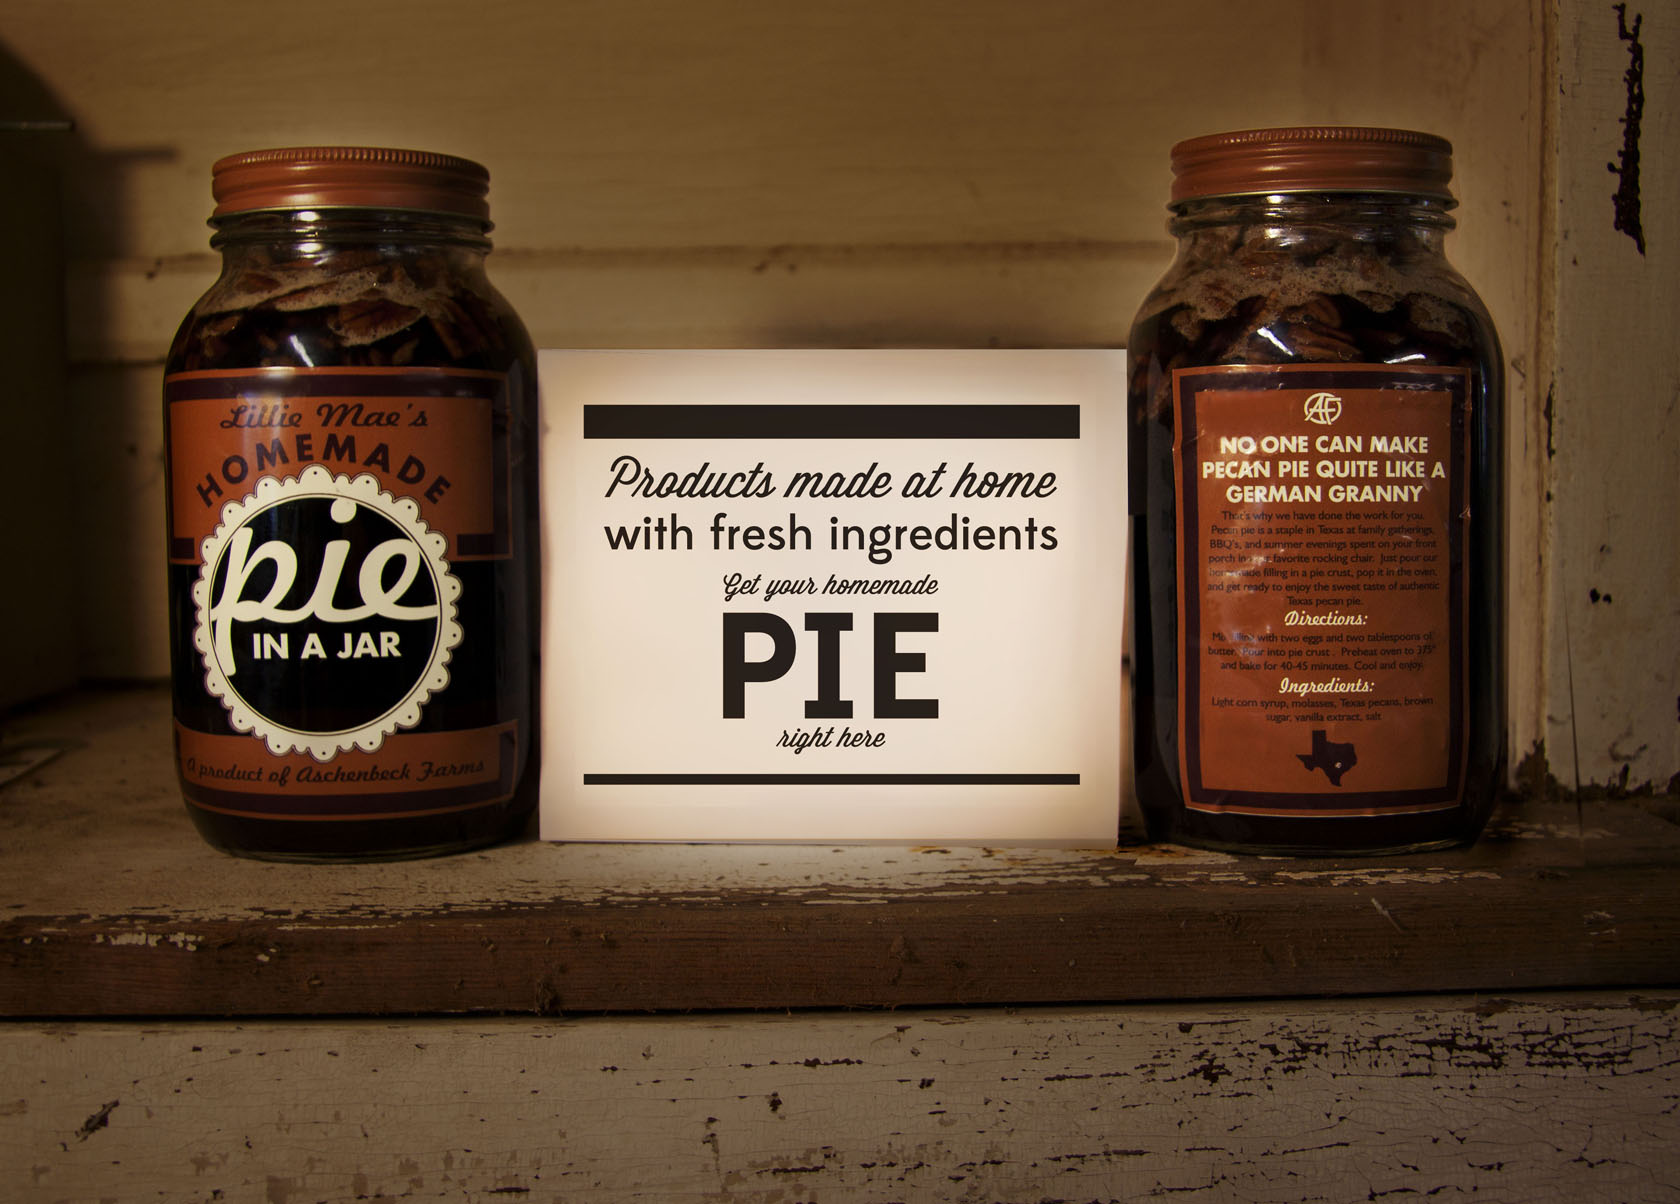 Lillie Mae's
HOMEMADE
pie
IN A JAR
A product of Aschenbeck Farms
Products made at home
with fresh ingredients
Get your homemade
PIE
right here
AF
NO ONE CAN MAKE
PECAN PIE QUITE LIKE A
GERMAN GRANNY
That's why we have done the work for you.
Pecan pie is a staple in Texas at family gatherings,
BBQ's, and summer evenings spent on your front
porch in your favorite rocking chair. Just pour our
homemade filling in a pie crust, pop it in the oven,
and get ready to enjoy the sweet taste of authentic
Texas pecan pie.
Directions:
Mix filling with two eggs and two tablespoons of
butter. Pour into pie crust. Preheat oven to 375°
and bake for 40-45 minutes. Cool and enjoy.
Ingredients:
Light corn syrup, molasses, Texas pecans, brown
sugar, vanilla extract, salt